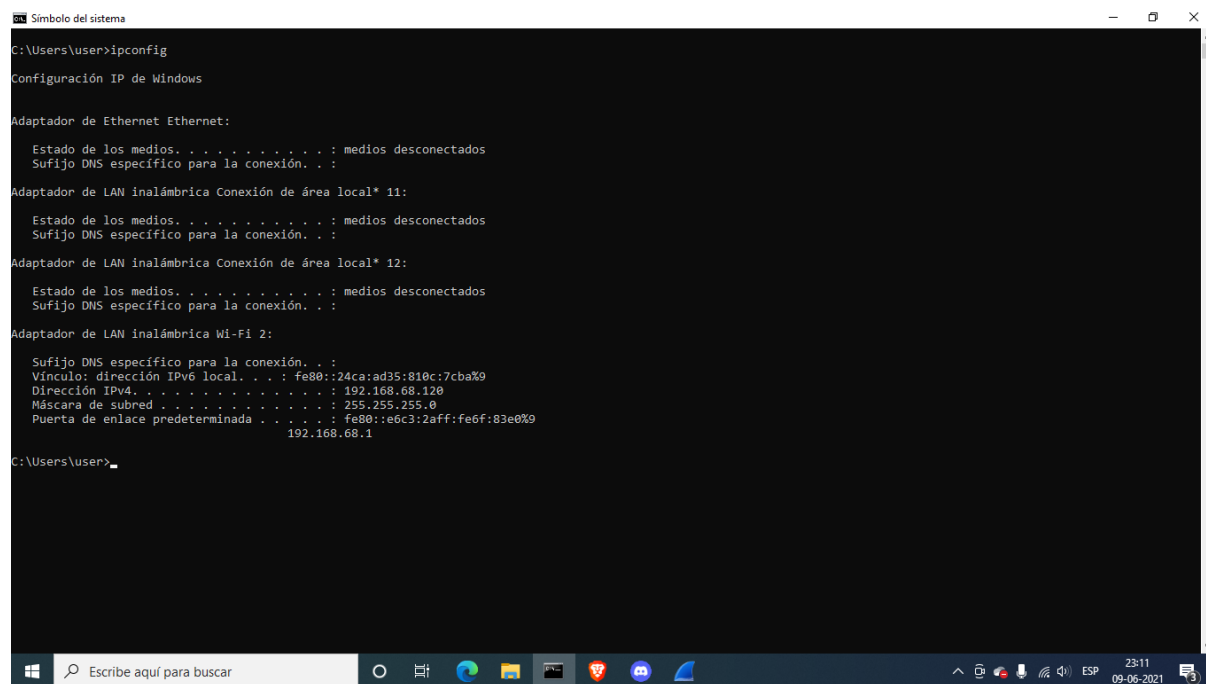 Símbolo del sistema
C:\Users\user>ipconfig
Configuración IP de Windows
Adaptador de Ethernet Ethernet:
Estado de los medios. . . . . . . . . . . : medios desconectados
Sufijo DNS específico para la conexión. . :
Adaptador de LAN inalámbrica Conexión de área local* 11:
Estado de los medios. . . . . . . . . . . : medios desconectados
Sufijo DNS específico para la conexión. . :
Adaptador de LAN inalámbrica Conexión de área local* 12:
Estado de los medios. . . . . . . . . . . : medios desconectados
Sufijo DNS específico para la conexión. . :
Adaptador de LAN inalámbrica Wi-Fi 2:
Sufijo DNS específico para la conexión. . :
Vínculo: dirección IPv6 local. . . : fe80::24ca:ad35:810c:7cba%9
Dirección IPv4. . . . . . . . . . . . . . : 192.168.68.120
Máscara de subred . . . . . . . . . . . . : 255.255.255.0
Puerta de enlace predeterminada . . . . . : fe80::e6c3:2aff:fe6f:83e0%9
192.168.68.1
C:\Users\user>
Escribe aquí para buscar
ESP
23:11
09-06-2021
3